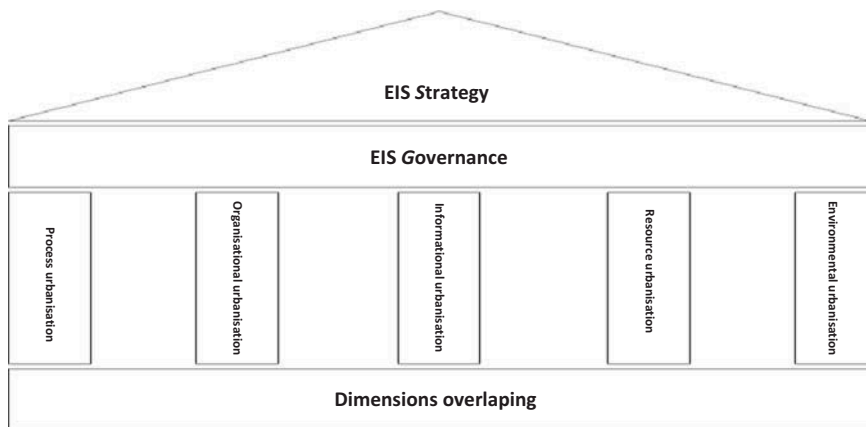 EIS Strategy
EIS Governance
Process urbanisation
Organisational urbanisation
Informational urbanisation
Resource urbanisation
Environmental urbanisation
Dimensions overlaping